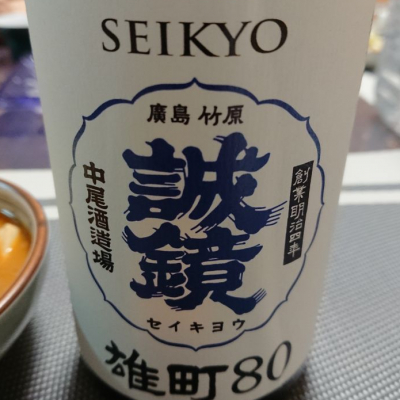 SEIKYO
廣島 竹原
誠鏡
セイキヨウ
創業明治四年
中尾酒造場
雄町80